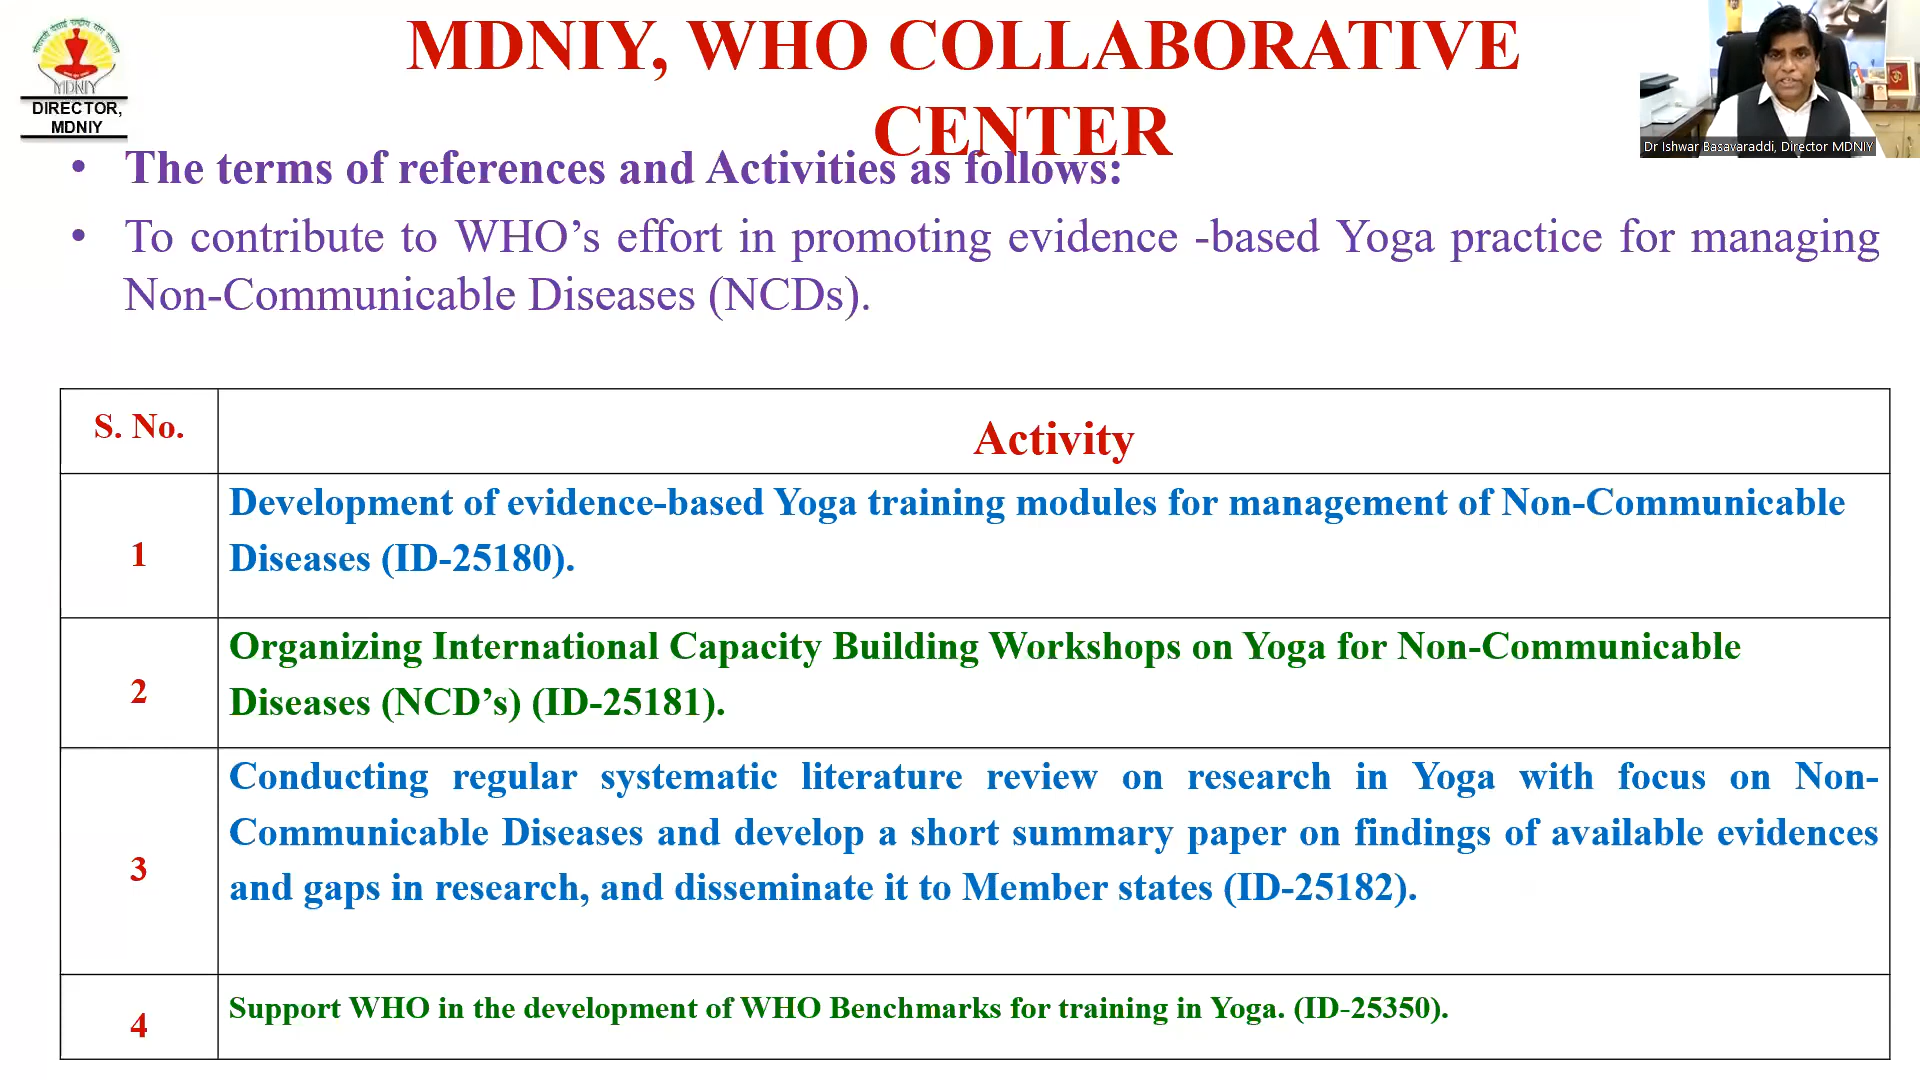 MDNIY, WHO COLLABORATIVE
CENTER
MDNIY
DIRECTOR,
MDNIY
Dr Ishwar Basavaraddi, Director MDNIY
• The terms of references and Activities as follows:
• To contribute to WHO’s effort in promoting evidence -based Yoga practice for managing
Non-Communicable Diseases (NCDs).
S. No.
Activity
1
Development of evidence-based Yoga training modules for management of Non-Communicable
Diseases (ID-25180).
2
Organizing International Capacity Building Workshops on Yoga for Non-Communicable
Diseases (NCD’s) (ID-25181).
3
Conducting regular systematic literature review on research in Yoga with focus on Non-
Communicable Diseases and develop a short summary paper on findings of available evidences
and gaps in research, and disseminate it to Member states (ID-25182).
4
Support WHO in the development of WHO Benchmarks for training in Yoga. (ID-25350).